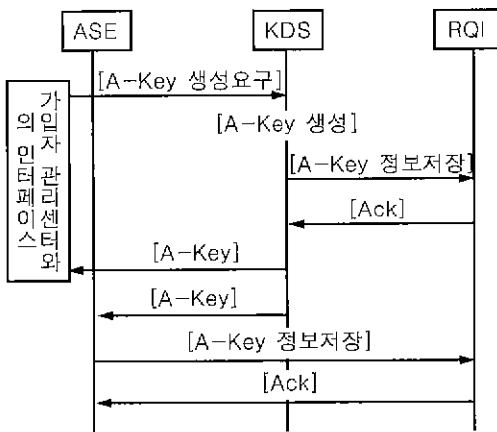 ASE
KDS
RQI
가입자 관리센터와
의 인터페이스
[A-Key 생성요구]
[A-Key 생성]
[A-Key 정보저장]
[Ack]
[A-Key]
[A-Key]
[A-Key 정보저장]
[Ack]